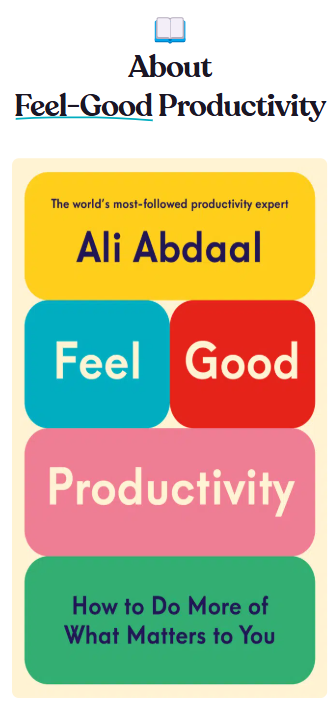 About
Feel-Good Productivity
The world's most-followed productivity expert
Ali Abdaal
Feel Good
Productivity
How to Do More of
What Matters to You